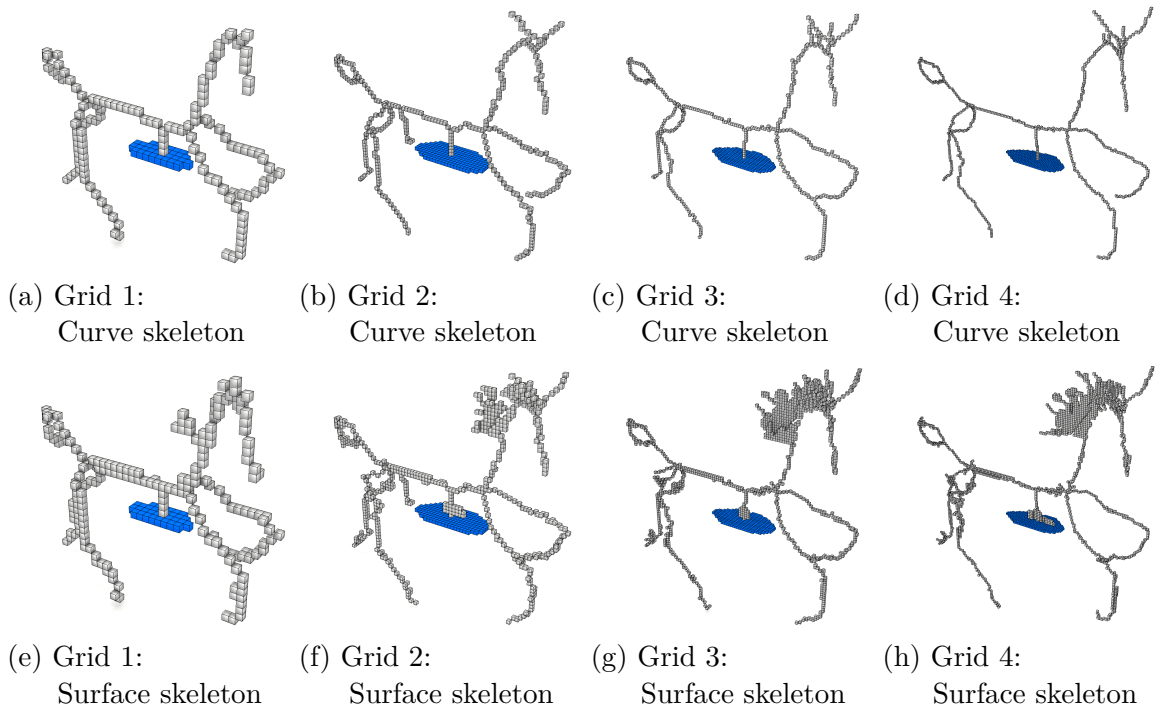 (a) Grid 1:
Curve skeleton
(b) Grid 2:
Curve skeleton
(c) Grid 3:
Curve skeleton
(d) Grid 4:
Curve skeleton
(e) Grid 1:
Surface skeleton
(f) Grid 2:
Surface skeleton
(g) Grid 3:
Surface skeleton
(h) Grid 4:
Surface skeleton